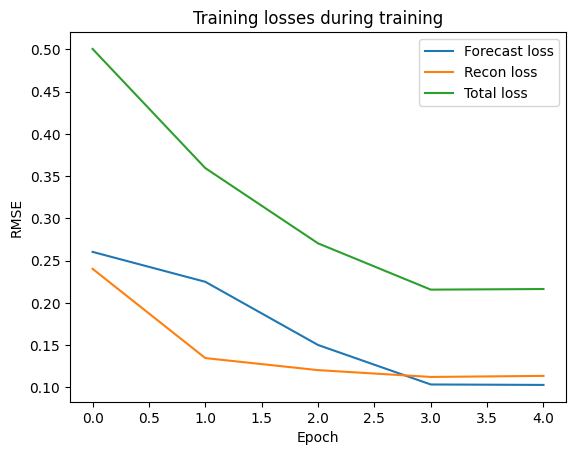 Training losses during training
Forecast loss
Recon loss
Total loss
RMSE
0.50
0.45
0.40
0.35
0.30
0.25
0.20
0.15
0.10
0.0 0.5 1.0 1.5 2.0 2.5 3.0 3.5 4.0
Epoch